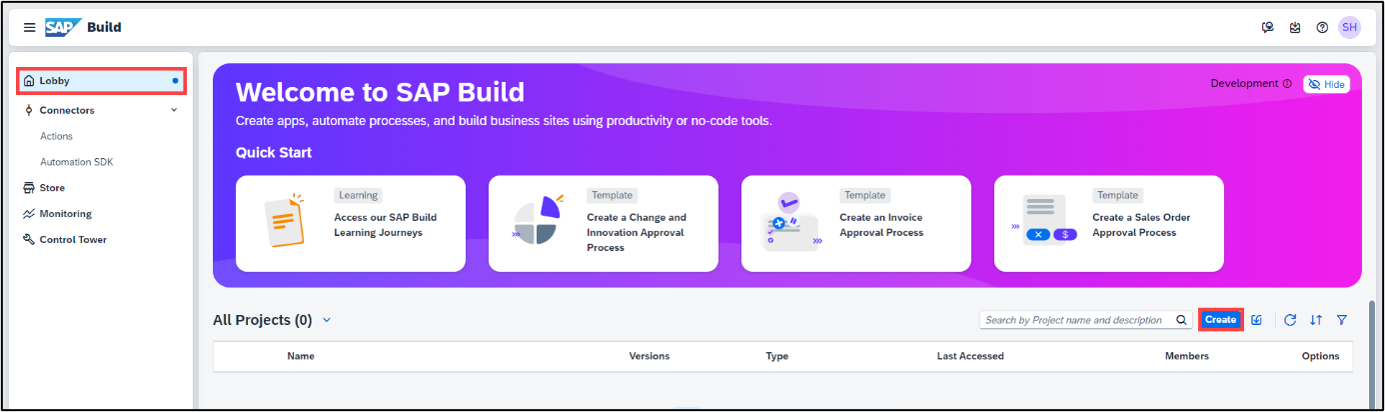 SAP Build
SH
Lobby
Connectors
Actions
Automation SDK
Store
Monitoring
Control Tower
Welcome to SAP Build
Development
Hide
Create apps, automate processes, and build business sites using productivity or no-code tools.
Quick Start
Learning
Access our SAP Build
Learning Journeys
Template
Create a Change and
Innovation Approval
Process
Template
Create an Invoice
Approval Process
$
Template
Create a Sales Order
Approval Process
All Projects (0)
Search by Project name and description
Create
Name Versions Type Last Accessed Members Options